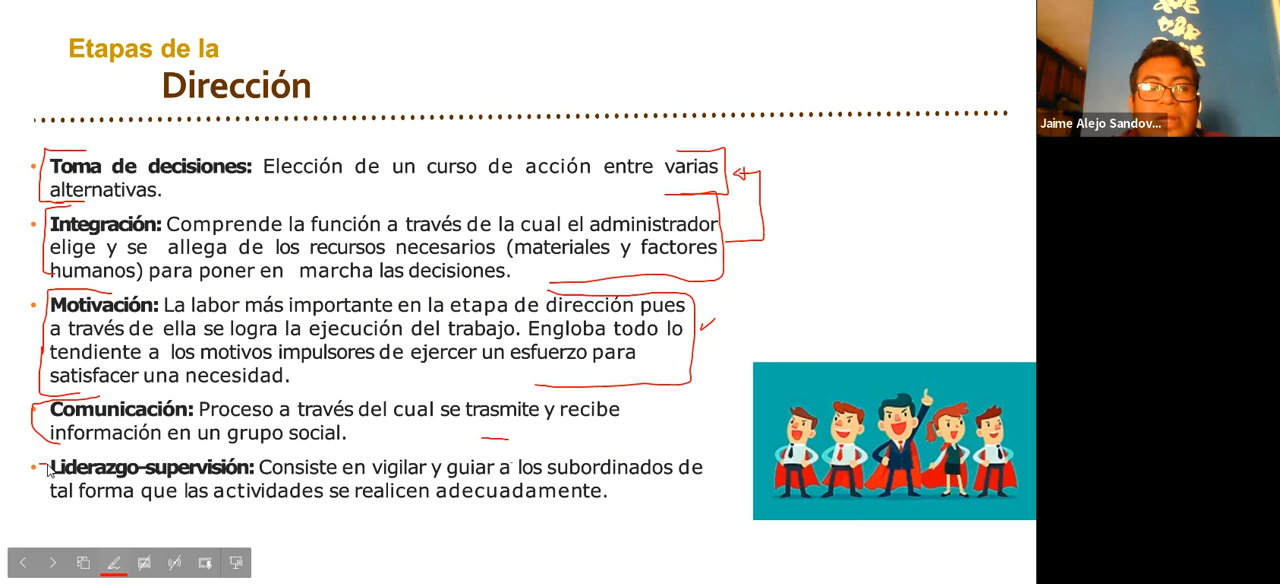 Etapas de la
Dirección
• Toma de decisiones: Elección de un curso de acción entre varias
alternativas.
• Integración: Comprende la función a través de la cual el administrador
elige y se allega de los recursos necesarios (materiales y factores
humanos) para poner en marcha las decisiones.
• Motivación: La labor más importante en la etapa de dirección pues
a través de ella se logra la ejecución del trabajo. Engloba todo lo
tendiente a los motivos impulsores de ejercer un esfuerzo para
satisfacer una necesidad.
• Comunicación: Proceso a través del cual se trasmite y recibe
información en un grupo social.
• Liderazgo-supervisión: Consiste en vigilar y guiar a los subordinados de
tal forma que las actividades se realicen adecuadamente.
Jaime Alejo Sandov...